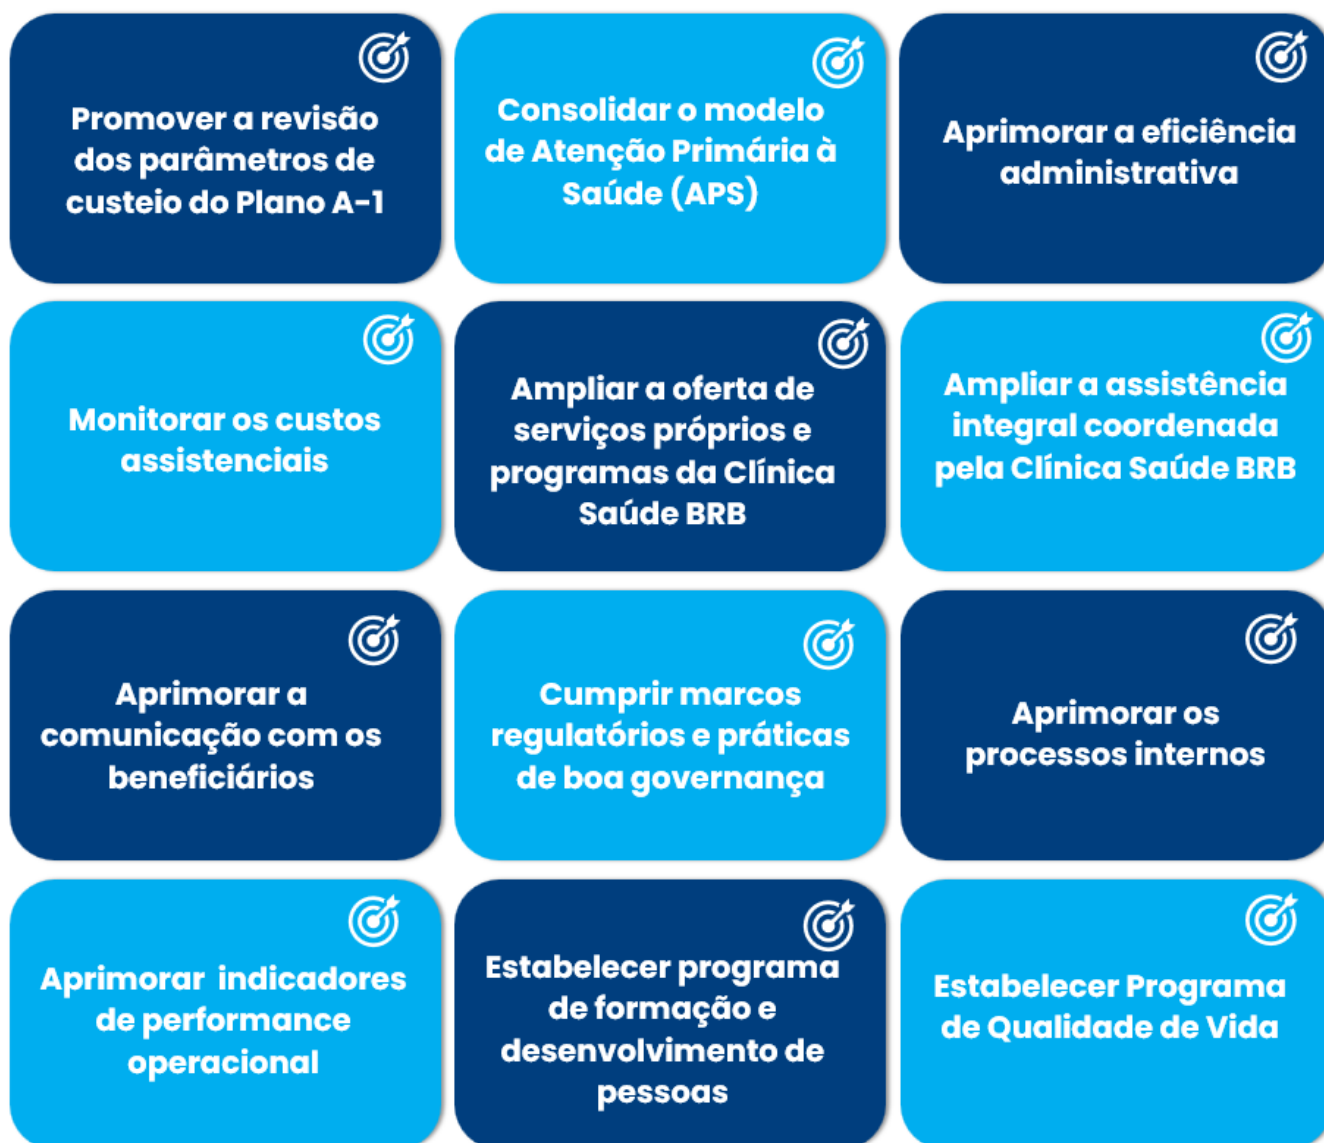 Promover a revisão
dos parâmetros de
custeio do Plano A-1
Consolidar o modelo
de Atenção Primária à
Saúde (APS)
Aprimorar a eficiência
administrativa
Monitorar os custos
assistenciais
Ampliar a oferta de
serviços próprios e
programas da Clínica
Saúde BRB
Ampliar a assistência
integral coordenada
pela Clínica Saúde BRB
Aprimorar a
comunicação com os
beneficiários
Cumprir marcos
regulatórios e práticas
de boa governança
Aprimorar os
processos internos
Aprimorar  indicadores
de performance
operacional
Estabelecer programa
de formação e
desenvolvimento de
pessoas
Estabelecer Programa
de Qualidade de Vida